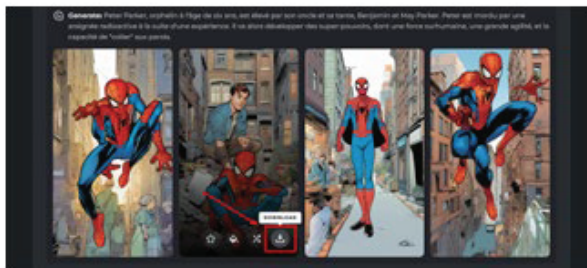 Generate: Peter Parker, orphelin à l'âge de six ans, est élevé par son oncle et sa tante, Benjamin et May Parker. Peter est mordu par une
araignée radioactive à la suite d'une expérience. Il va alors développer des super-pouvoirs, dont une force surhumaine, une grande agilité, et la
capacité de "coller" aux parois.
DOWNLOAD